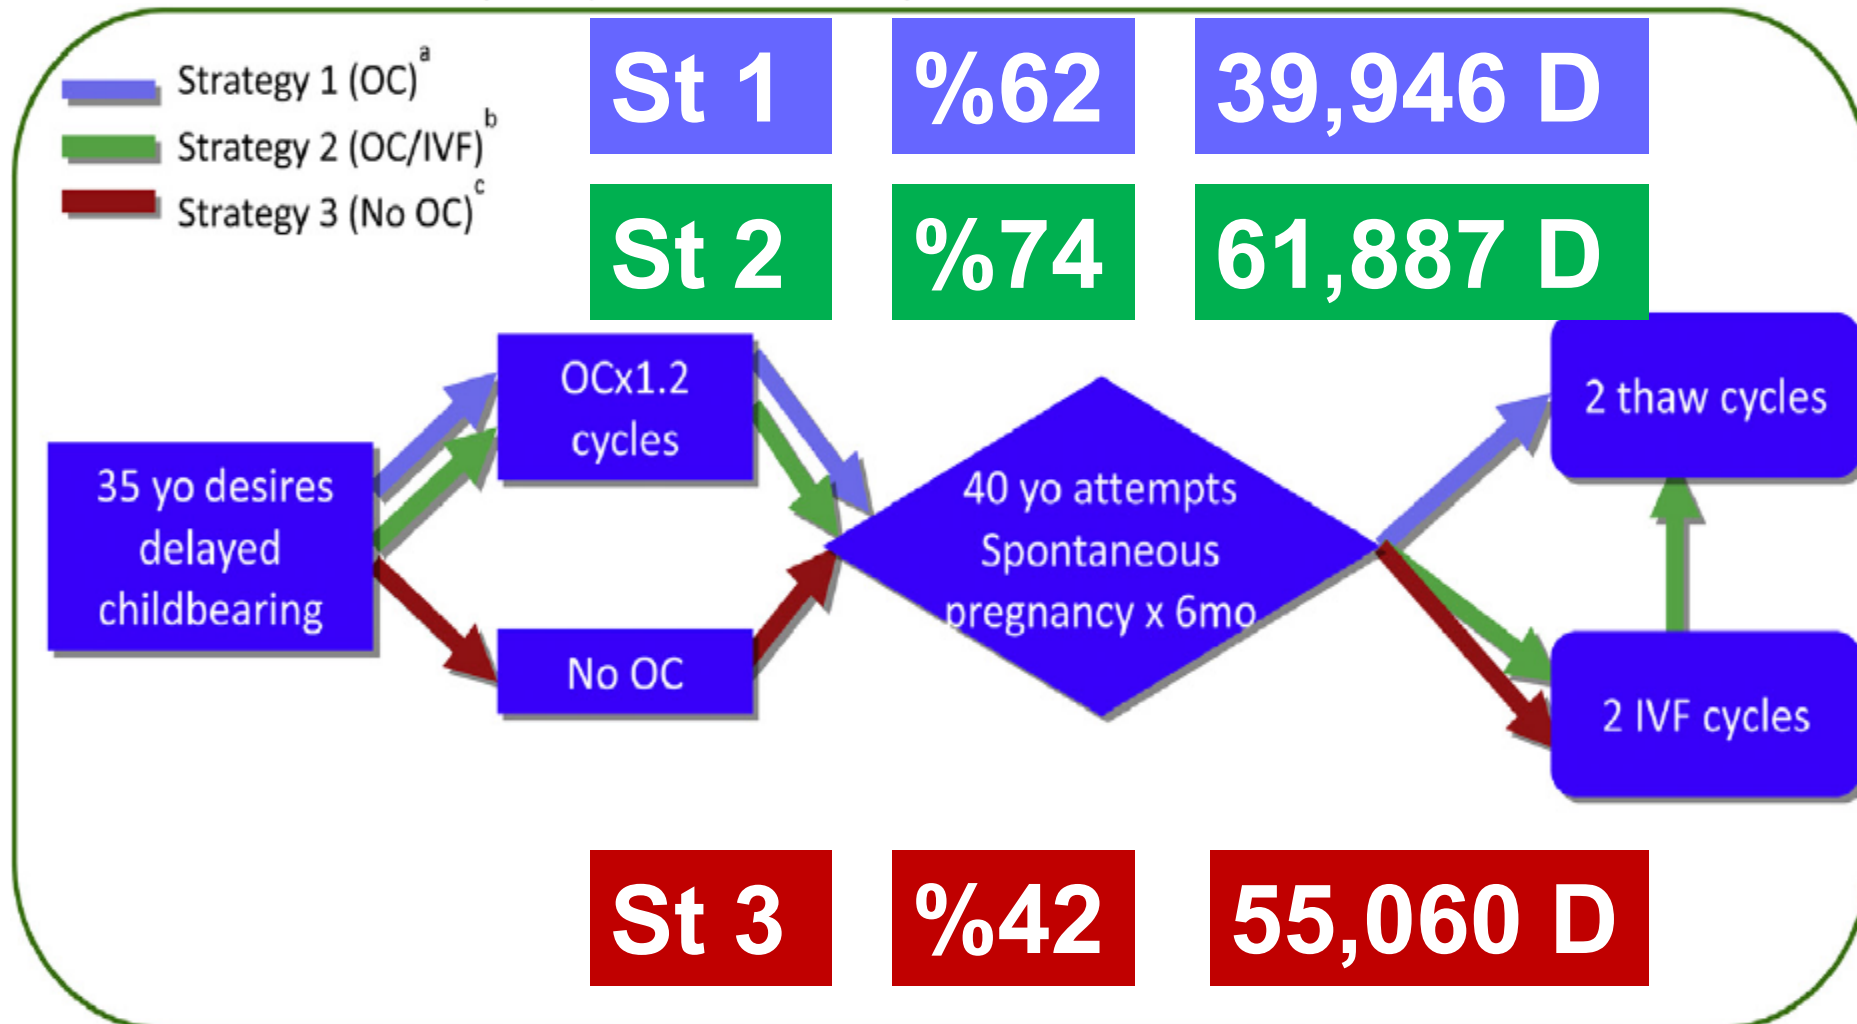 Strategy 1 (OC)a
Strategy 2 (OC/IVF)b
Strategy 3 (No OC)c
St 1 %62 39,946 D
St 2 %74 61,887 D
35 yo desires
delayed
childbearing
OCx1.2
cycles
No OC
40 yo attempts
Spontaneous
pregnancy x 6mo
2 thaw cycles
2 IVF cycles
St 3 %42 55,060 D